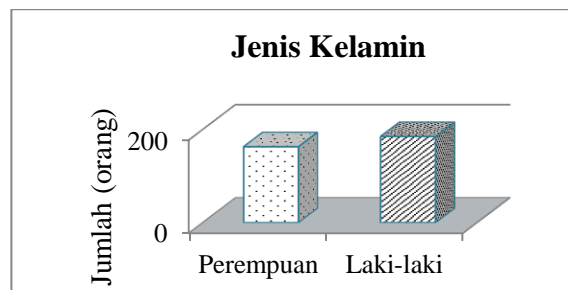 Jenis Kelamin
Jumlah (orang)
200
0
Perempuan Laki-laki